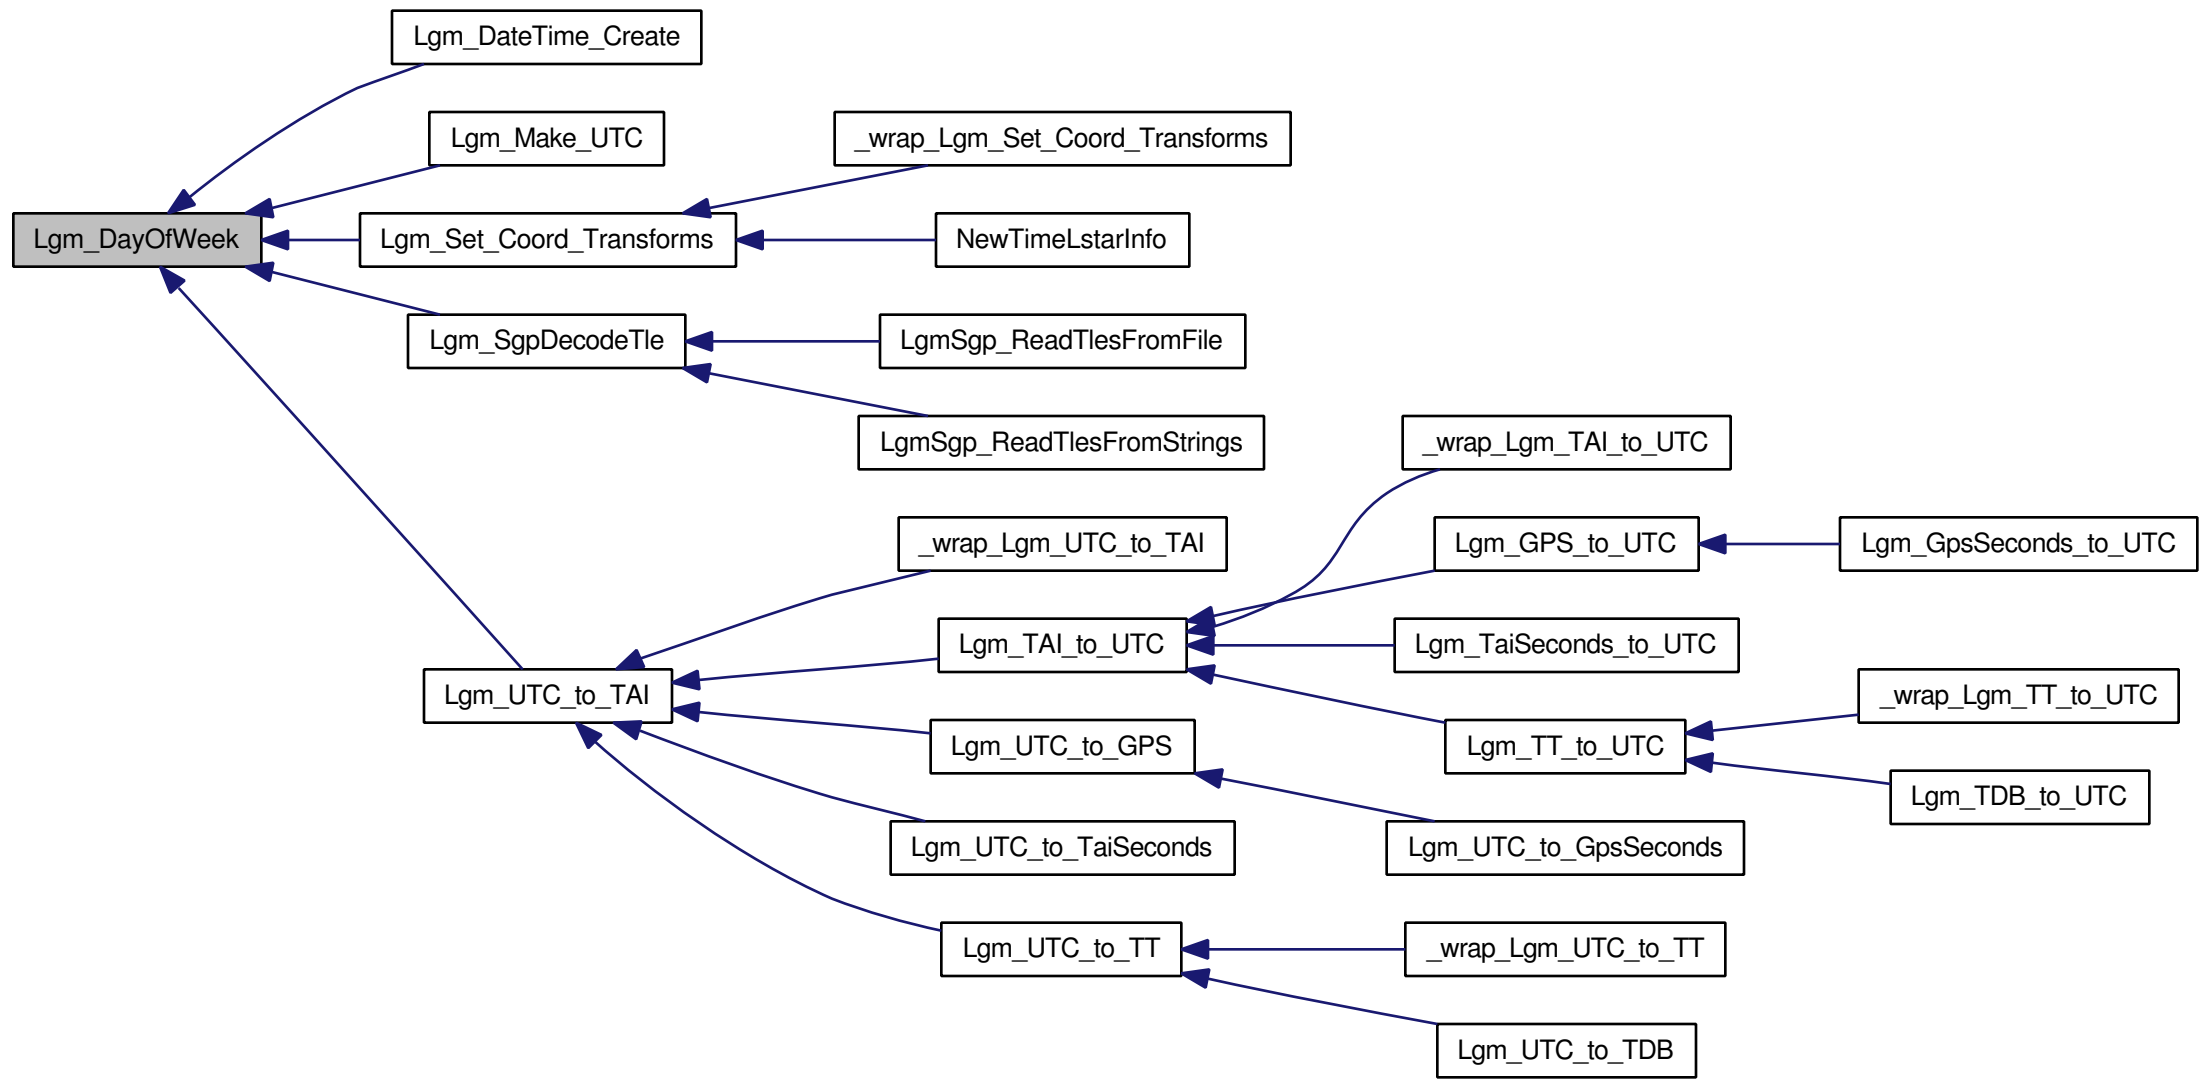 Lgm_DateTime_Create
Lgm_Make_UTC
_wrap_Lgm_Set_Coord_Transforms
Lgm_DayOfWeek
Lgm_Set_Coord_Transforms
NewTimeLstarInfo
Lgm_SgpDecodeTle
LgmSgp_ReadTlesFromFile
LgmSgp_ReadTlesFromStrings
_wrap_Lgm_TAI_to_UTC
_wrap_Lgm_UTC_to_TAI
Lgm_GPS_to_UTC
Lgm_GpsSeconds_to_UTC
Lgm_TAI_to_UTC
Lgm_TaiSeconds_to_UTC
Lgm_UTC_to_TAI
_wrap_Lgm_TT_to_UTC
Lgm_UTC_to_GPS
Lgm_TT_to_UTC
Lgm_TDB_to_UTC
Lgm_UTC_to_TaiSeconds
Lgm_UTC_to_GpsSeconds
Lgm_UTC_to_TT
_wrap_Lgm_UTC_to_TT
Lgm_UTC_to_TDB